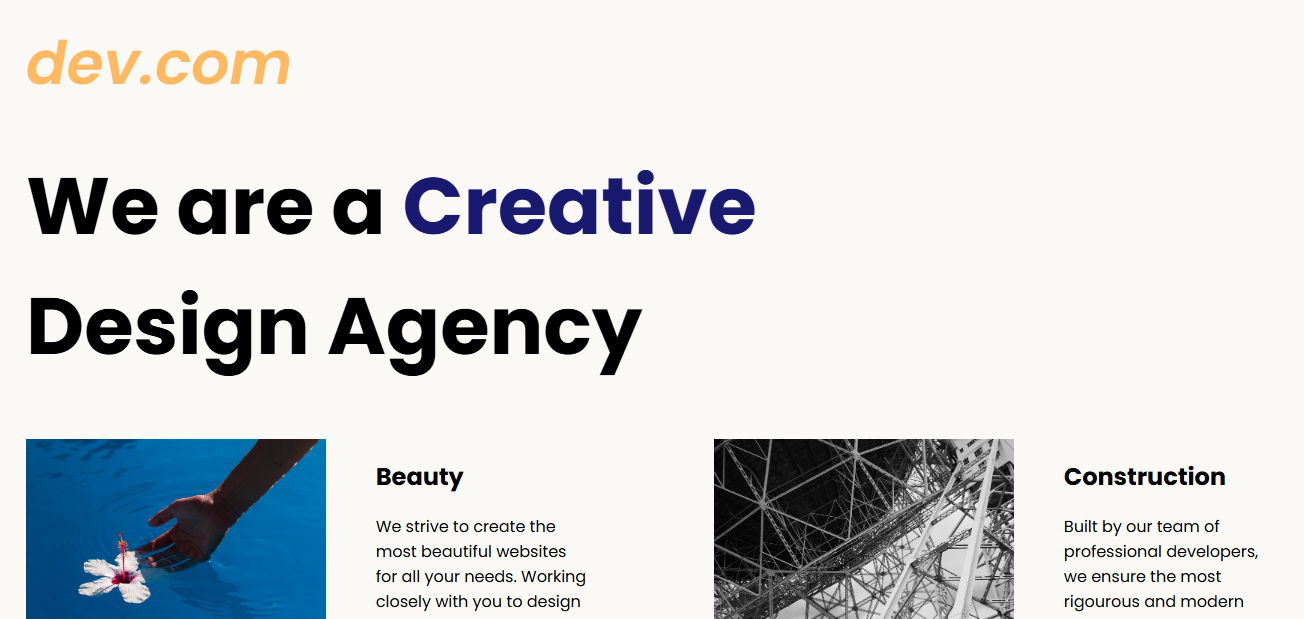 dev.com
We are a Creative
Design Agency
Beauty
We strive to create the
most beautiful websites
for all your needs. Working
closely with you to design
Construction
Built by our team of
professional developers,
we ensure the most
rigourous and modern